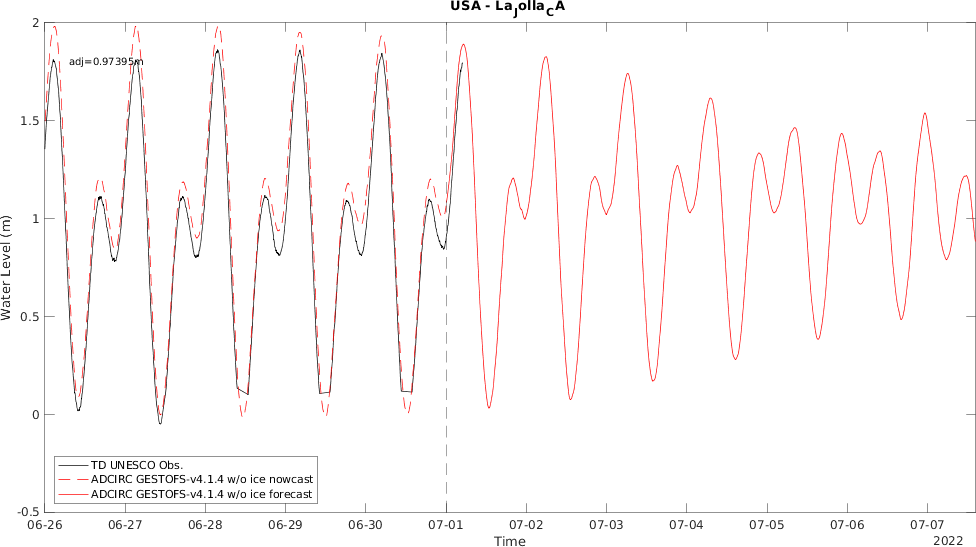 USA - LaJollaCA
2
adj=0.97395m
1.5
1
0.5
0
-0.5
Water Level (m)
TD UNESCO Obs.
ADCIRC GESTOFS-v4.1.4 w/o ice nowcast
ADCIRC GESTOFS-v4.1.4 w/o ice forecast
06-26 06-27 06-28 06-29 06-30 07-01 07-02 07-03 07-04 07-05 07-06 07-07
Time
2022